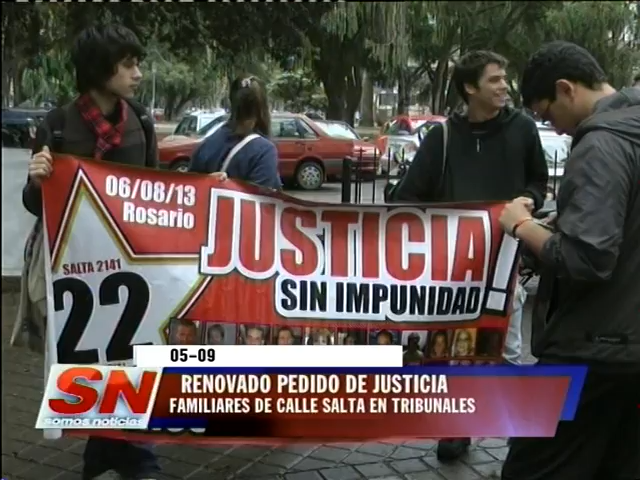 06/08/13
Rosario
JUSTICIA!
SIN IMPUNIDAD
SALTA 2141
22
05-09
RENOVADO PEDIDO DE JUSTICIA
FAMILIARES DE CALLE SALTA EN TRIBUNALES
SN
somos noticias